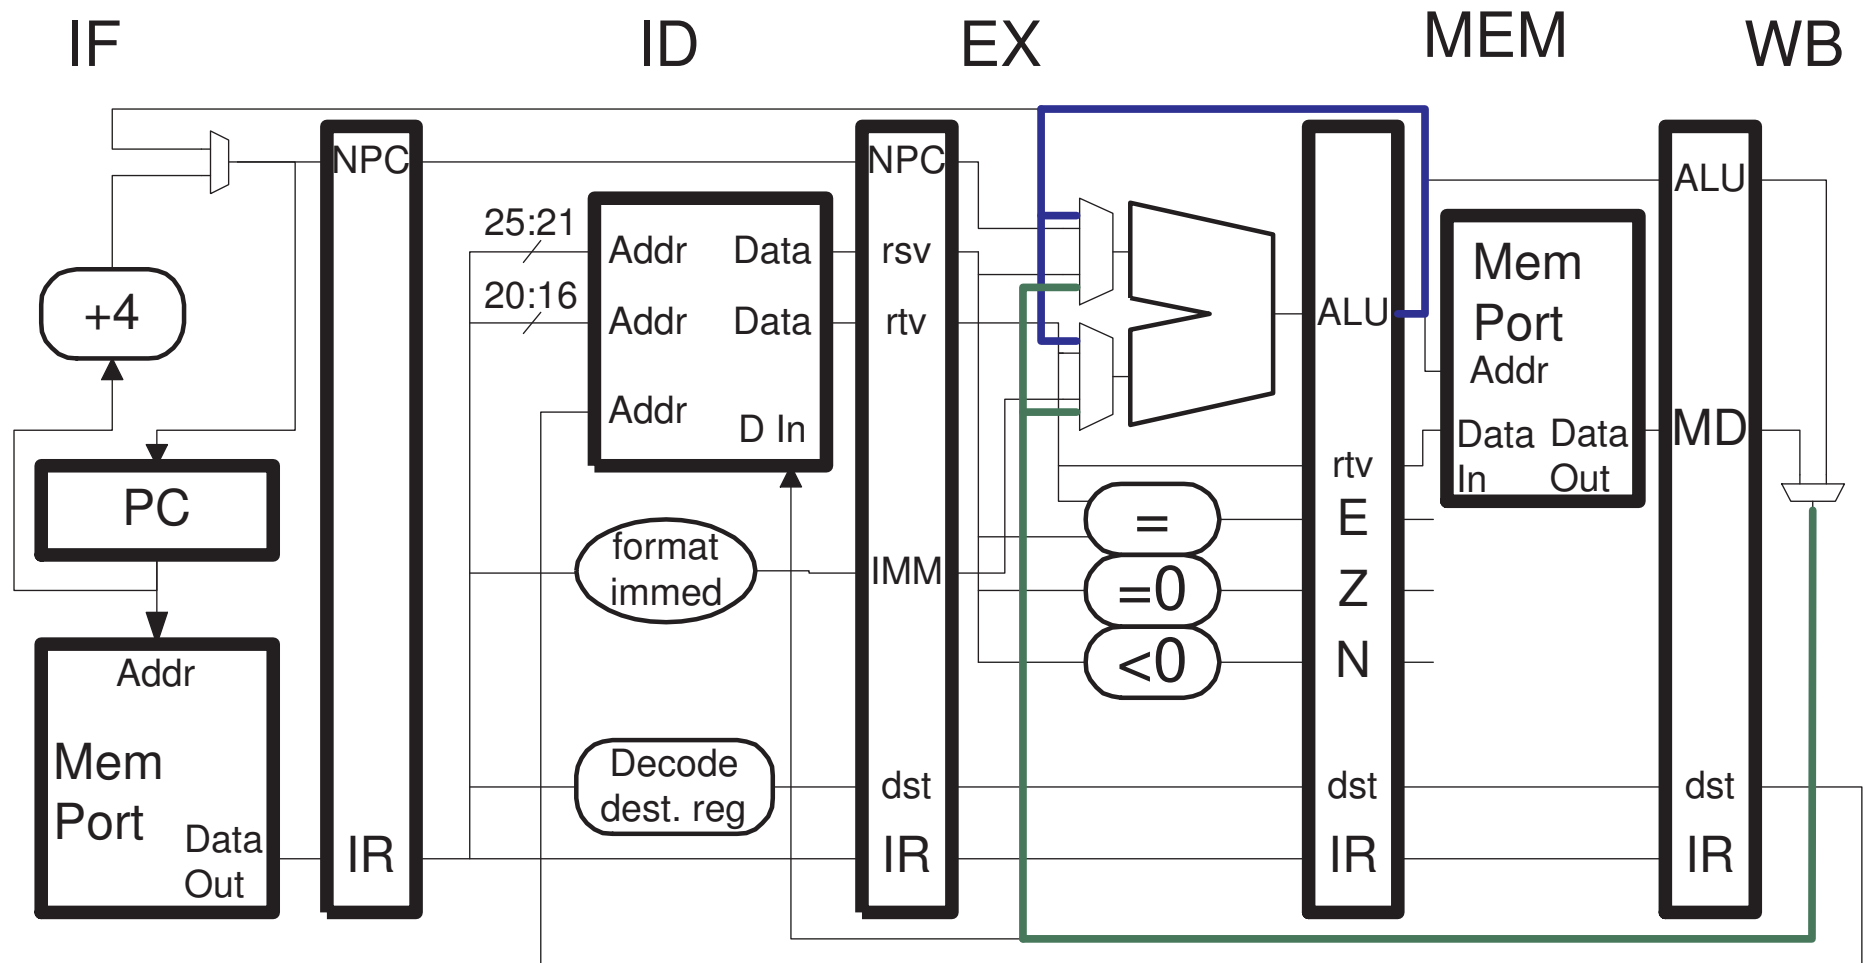 IF
ID
EX
MEM
WB
+4
PC
Addr
Mem
Port
Data
Out
NPC
IR
25:21
20:16
Addr
Data
Addr
Data
Addr
D In
format
immed
Decode
dest. reg
NPC
rsv
rtv
IMM
dst
IR
=
=0
<0
ALU
rtv
E
Z
N
dst
IR
Mem
Port
Addr
Data
In
Data
Out
ALU
MD
dst
IR